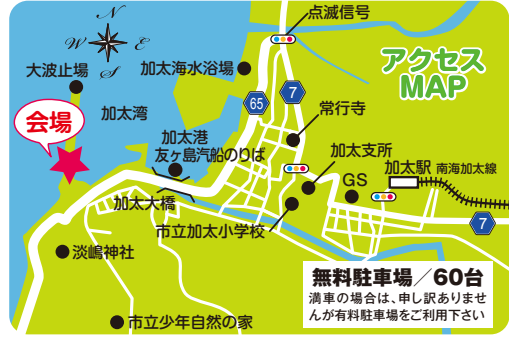 点滅信号
N
W E
S
アクセス
MAP
大波止場
加太海水浴場
65
7
会場
加太湾
常行寺
加太港
友ヶ島汽船のりば
加太支所
加太駅 南海加太線
GS
加太大橋
市立加太小学校
7
淡嶋神社
無料駐車場／60台
満車の場合は、申し訳ありませ
んが有料駐車場をご利用下さい
市立少年自然の家